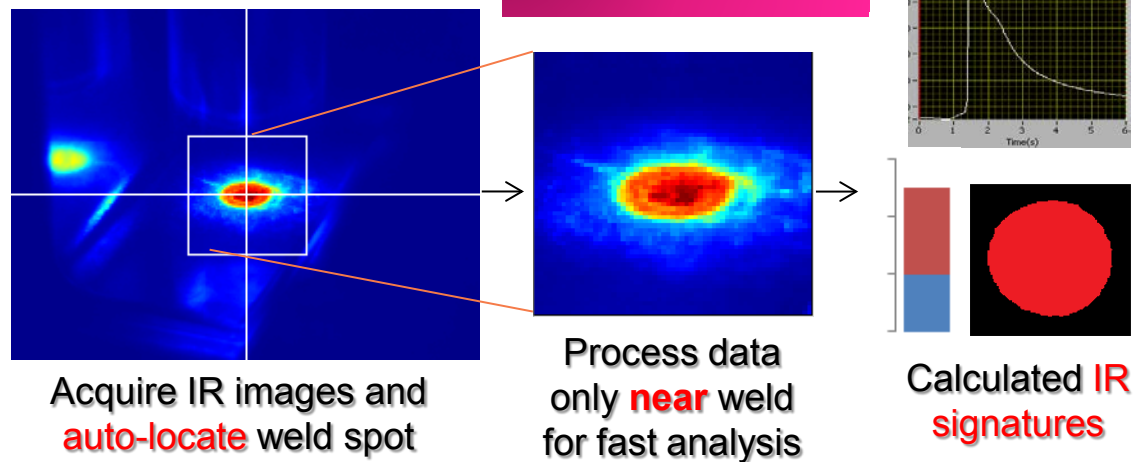 0 1 2 3 4 5 6
Time(s)
Acquire IR images and
auto-locate weld spot
Process data
only near weld
for fast analysis
Calculated IR
signatures